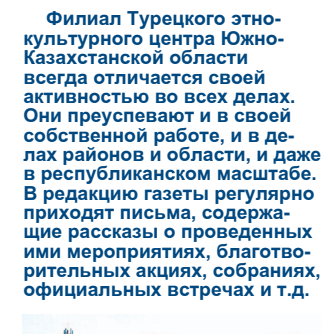 Филиал Турецкого этно-
культурного центра Южно-
Казахстанской области
всегда отличается своей
активностью во всех делах.
Они преуспевают и в своей
собственной работе, и в де-
лах районов и области, и даже
в республиканском масштабе.
В редакцию газеты регулярно
приходят письма, содержа-
щие рассказы о проведенных
ими мероприятиях, благотво-
рительных акциях, собраниях,
официальных встречах и т.д.